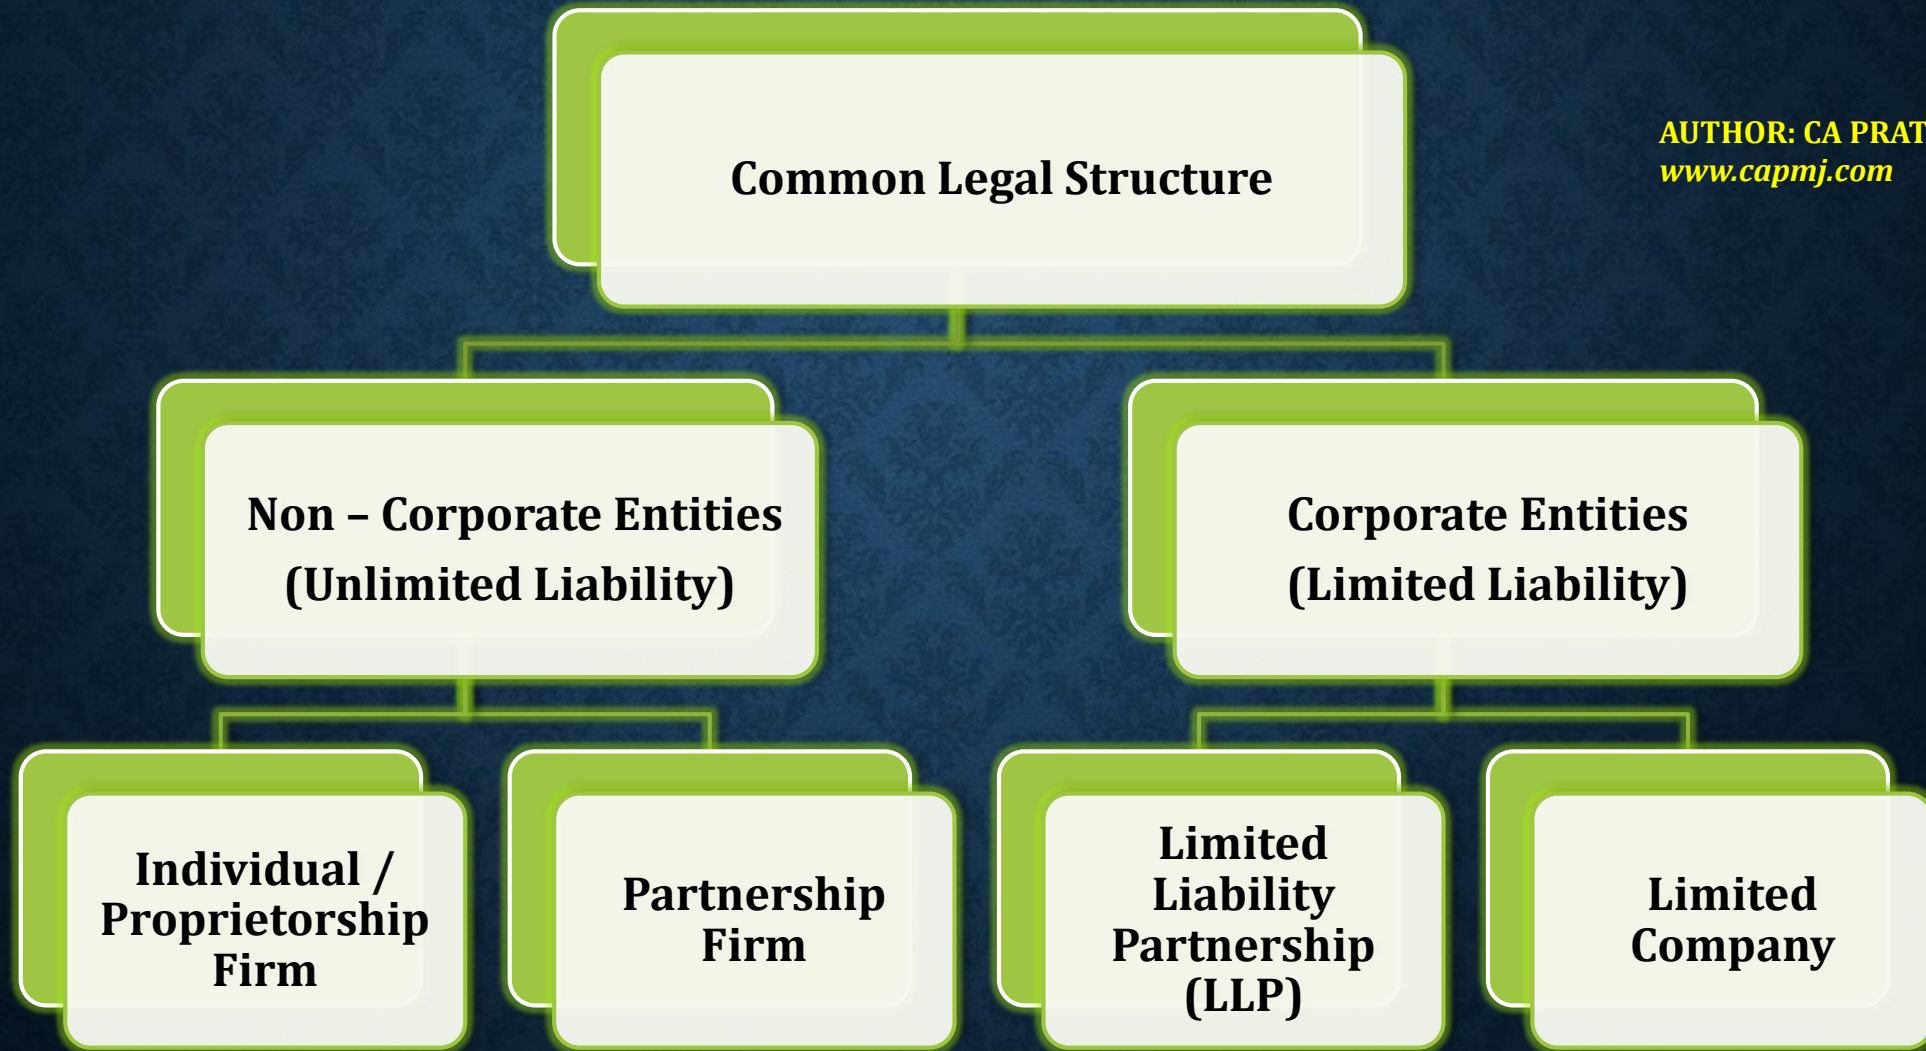 Common Legal Structure
AUTHOR: CA PRAT
www.capmj.com
Non – Corporate Entities
(Unlimited Liability)
Corporate Entities
(Limited Liability)
Individual /
Proprietorship
Firm
Partnership
Firm
Limited
Liability
Partnership
(LLP)
Limited
Company